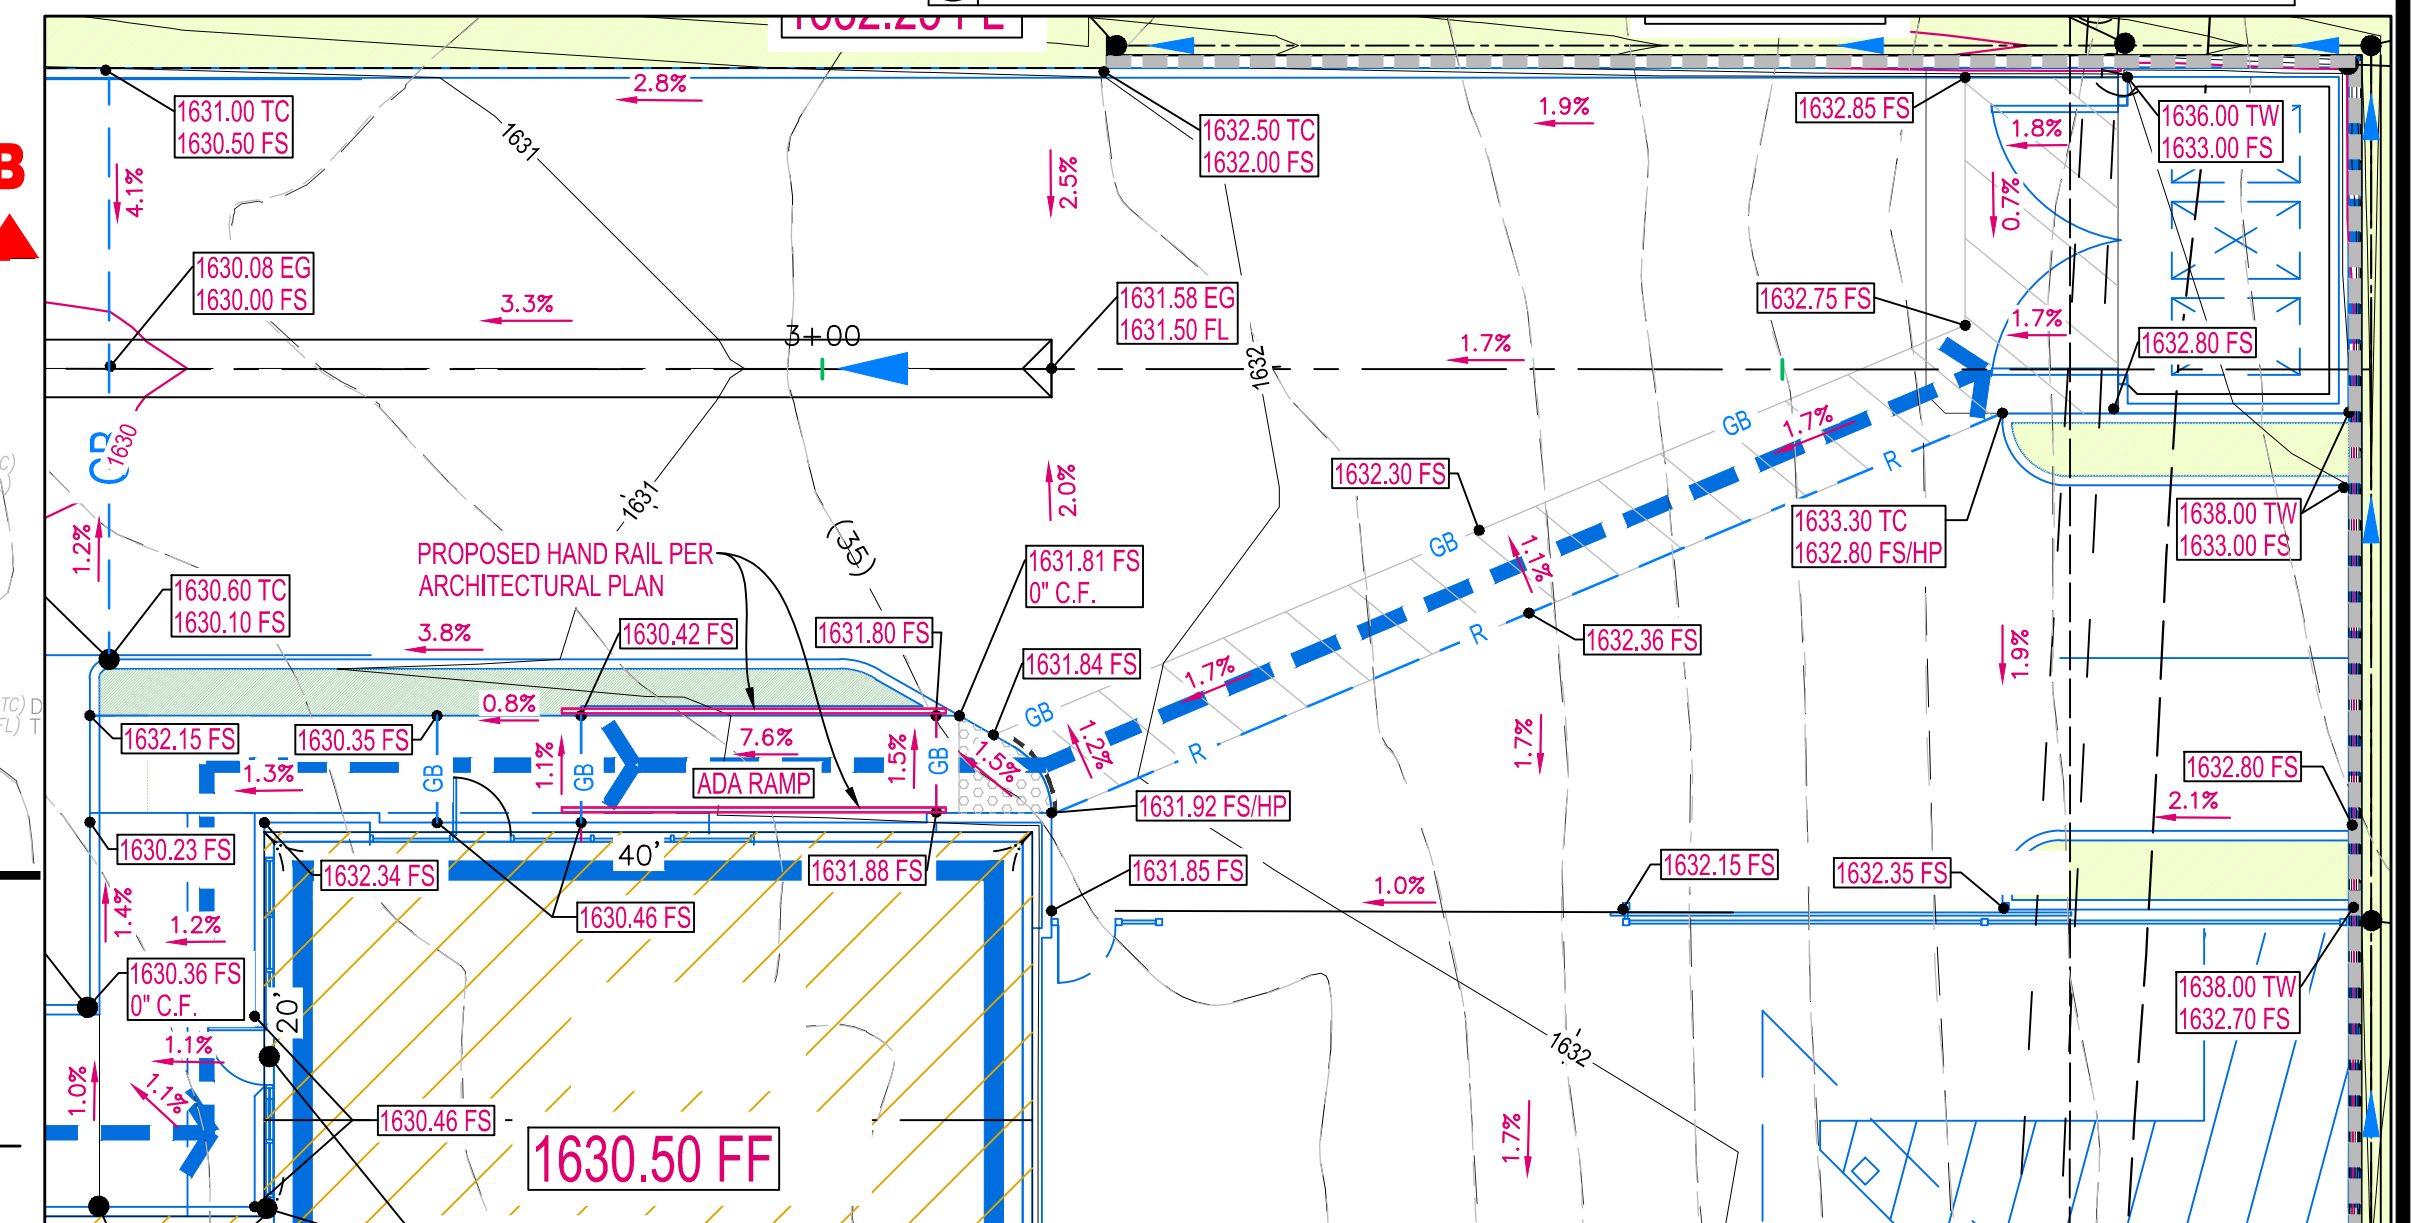 1632.25 FL
2.8%
1631.00 TC
1630.50 FS
1631
1632.50 TC
1632.00 FS
1.9%
1632.85 FS
1636.00 TW
1633.00 FS
1.8%
B
4.1%
2.5%
0.7%
1630.08 EG
1630.00 FS
3.3%
3+00
1631.58 EG
1631.50 FL
1632.75 FS
1.7%
1632.80 FS
1.7%
1632
GB
1630
GB
1.7%
R
1632.30 FS
1631
2.0%
(35)
GB
1.1%
1633.30 TC
1632.80 FS/HP
1638.00 TW
1633.00 FS
1.2%
PROPOSED HAND RAIL PER
ARCHITECTURAL PLAN
1631.81 FS
0" C.F.
1630.60 TC
1630.10 FS
3.8%
1630.42 FS
1631.80 FS
R
1632.36 FS
1.9%
1631.84 FS
1.7%
TC) D
FL) T
0.8%
GB
1632.15 FS
1630.35 FS
7.6%
1.5%
GB
1.2%
R
1.7%
1.3%
GB
1.1%
GB
ADA RAMP
1.5%
1632.80 FS
2.1%
1631.92 FS/HP
1630.23 FS
40'
1632.34 FS
1631.88 FS
1631.85 FS
1632.15 FS
1632.35 FS
1.4%
1.2%
1630.46 FS
1.0%
1630.36 FS
0" C.F.
20'
1638.00 TW
1632.70 FS
1.1%
1632
1.0%
1.1%
1630.46 FS
1.7%
1630.50 FF